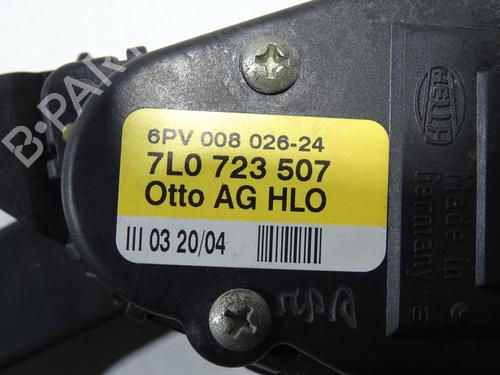 B-PARTS
HELLA
6PV 008 026-24
7L0 723 507
Otto AG HLO
III 03 20/04
Made in
Germany